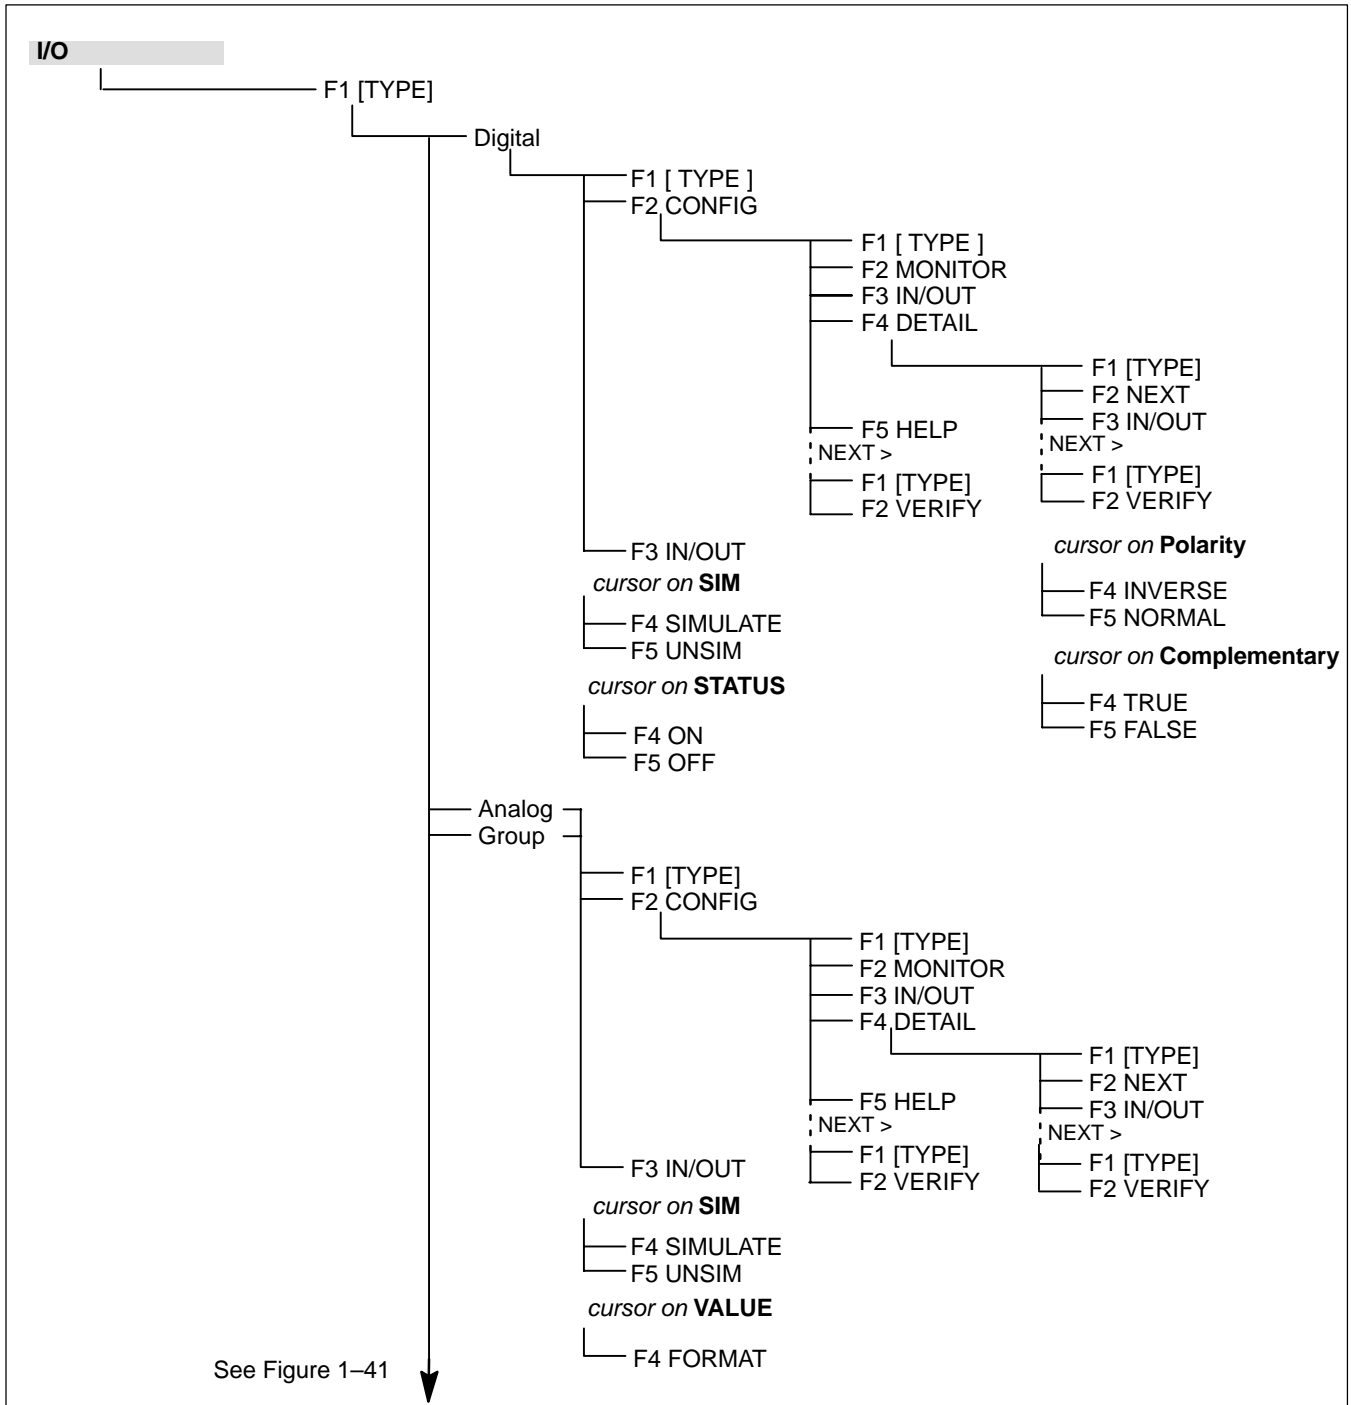 I/O
F1 [TYPE]
Digital
F1 [ TYPE ]
F2 CONFIG
F1 [ TYPE ]
F2 MONITOR
F3 IN/OUT
F4 DETAIL
F1 [TYPE]
F2 NEXT
F3 IN/OUT
NEXT >
F1 [TYPE]
F2 VERIFY
F5 HELP
NEXT >
F1 [TYPE]
F2 VERIFY
cursor on Polarity
F4 INVERSE
F5 NORMAL
cursor on Complementary
F4 TRUE
F5 FALSE
F3 IN/OUT
cursor on SIM
F4 SIMULATE
F5 UNSIM
cursor on STATUS
F4 ON
F5 OFF
Analog
Group
F1 [TYPE]
F2 CONFIG
F1 [TYPE]
F2 MONITOR
F3 IN/OUT
F4 DETAIL
F1 [TYPE]
F2 NEXT
F3 IN/OUT
NEXT >
F1 [TYPE]
F2 VERIFY
F5 HELP
NEXT >
F1 [TYPE]
F2 VERIFY
F3 IN/OUT
cursor on SIM
F4 SIMULATE
F5 UNSIM
cursor on VALUE
F4 FORMAT
See Figure 1–41